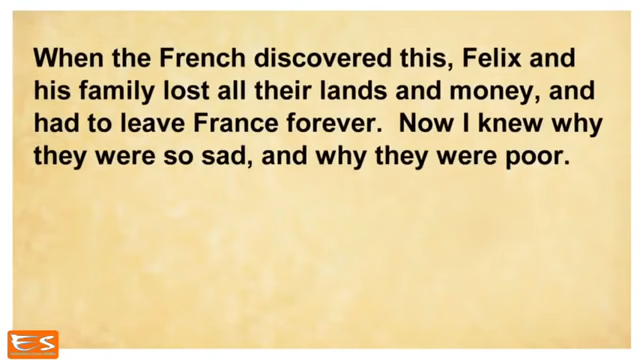 When the French discovered this, Felix and
his family lost all their lands and money, and
had to leave France forever.  Now I knew why
they were so sad, and why they were poor.
ES